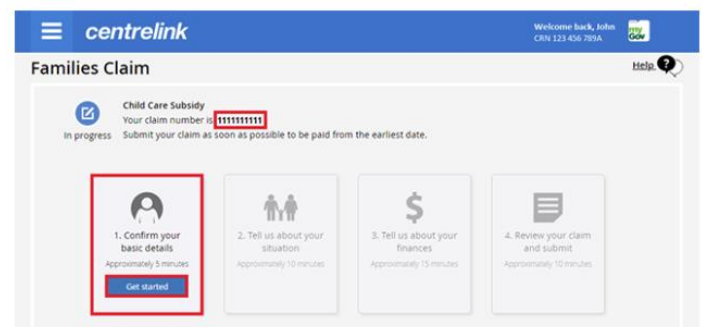 centrelink
Welcome back, John
CRN 123 456 789A
my
Gov
Families Claim
Help
?
Child Care Subsidy
Your claim number is 1111111111
In progress
Submit your claim as soon as possible to be paid from the earliest date.
1. Confirm your
basic details
Approximately 5 minutes
Get started
2. Tell us about your
situation
Approximately 10 minutes
$
3. Tell us about your
finances
Approximately 15 minutes
4. Review your claim
and submit
Approximately 10 minutes